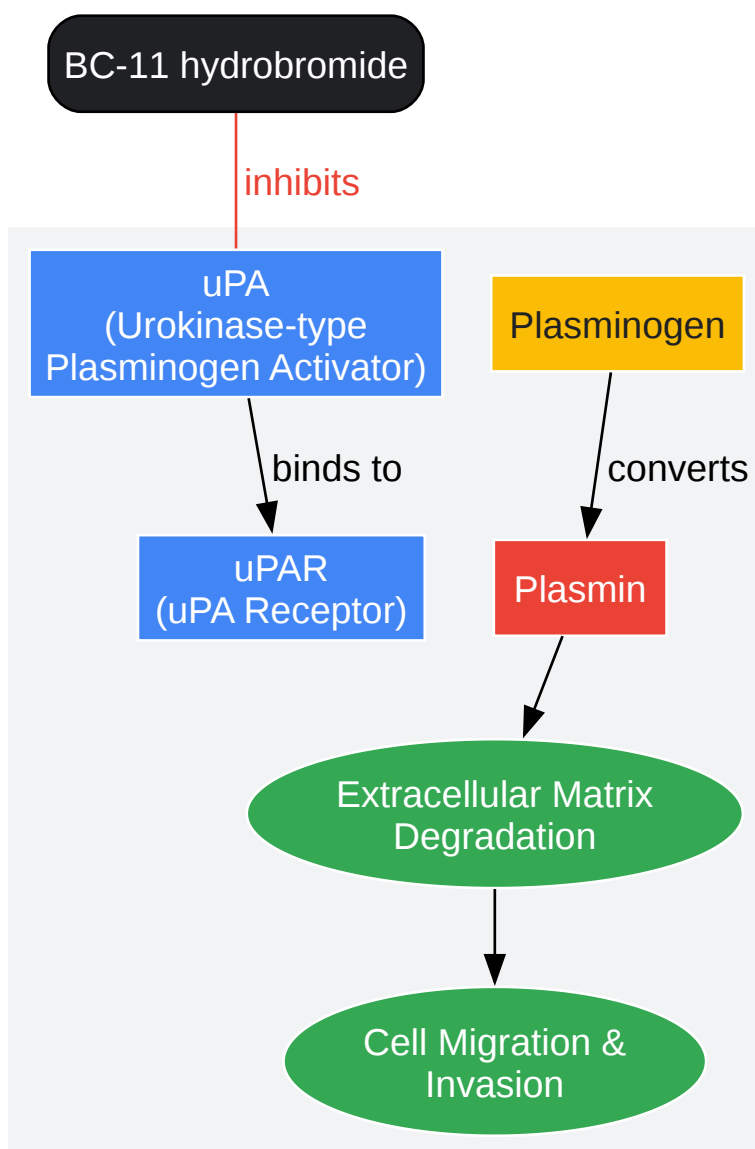 BC-11 hydrobromide
inhibits
uPA
(Urokinase-type
Plasminogen Activator)
Plasminogen
binds to
converts
uPAR
(uPA Receptor)
Plasmin
Extracellular Matrix
Degradation
Cell Migration &
Invasion